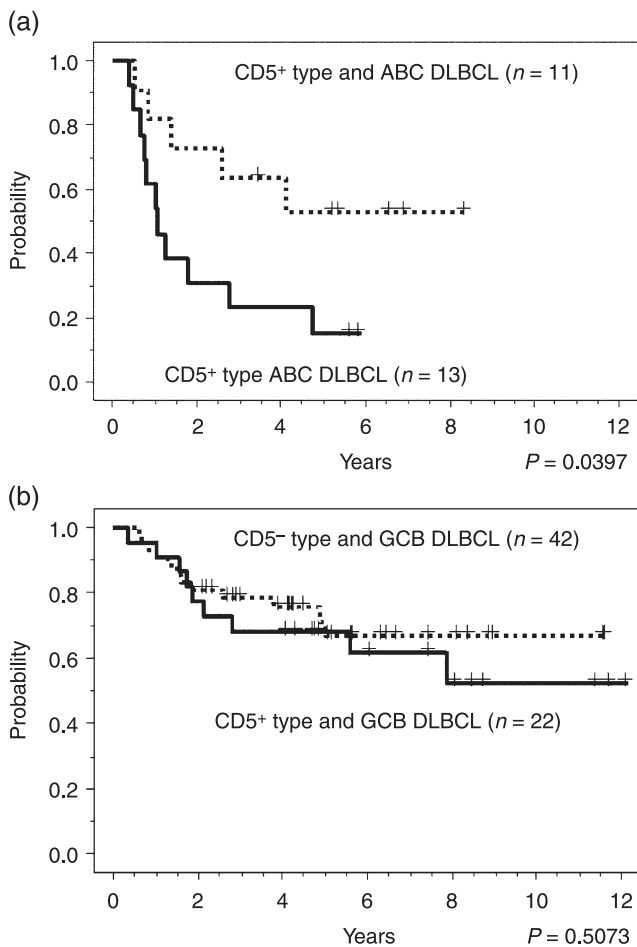 (a)
CD5⁺ type and ABC DLBCL (n = 11)
1.0
0.8
0.6
0.4
0.2
0.0
Probability
CD5⁺ type ABC DLBCL (n = 13)
0 2 4 6 8 10 12
Years
P = 0.0397
(b)
CD5⁻ type and GCB DLBCL (n = 42)
1.0
0.8
0.6
0.4
0.2
0.0
Probability
CD5⁺ type and GCB DLBCL (n = 22)
0 2 4 6 8 10 12
Years
P = 0.5073